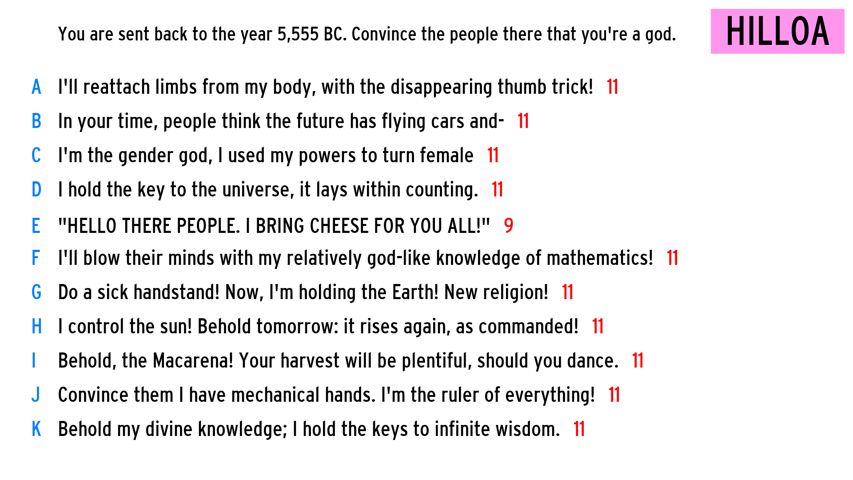 You are sent back to the year 5,555 BC. Convince the people there that you're a god.
HILLOA
A I'll reattach limbs from my body, with the disappearing thumb trick! 11
B In your time, people think the future has flying cars and- 11
C I'm the gender god, I used my powers to turn female 11
D I hold the key to the universe, it lays within counting. 11
E "HELLO THERE PEOPLE. I BRING CHEESE FOR YOU ALL!" 9
F I'll blow their minds with my relatively god-like knowledge of mathematics! 11
G Do a sick handstand! Now, I'm holding the Earth! New religion! 11
H I control the sun! Behold tomorrow: it rises again, as commanded! 11
I Behold, the Macarena! Your harvest will be plentiful, should you dance. 11
J Convince them I have mechanical hands. I'm the ruler of everything! 11
K Behold my divine knowledge; I hold the keys to infinite wisdom. 11